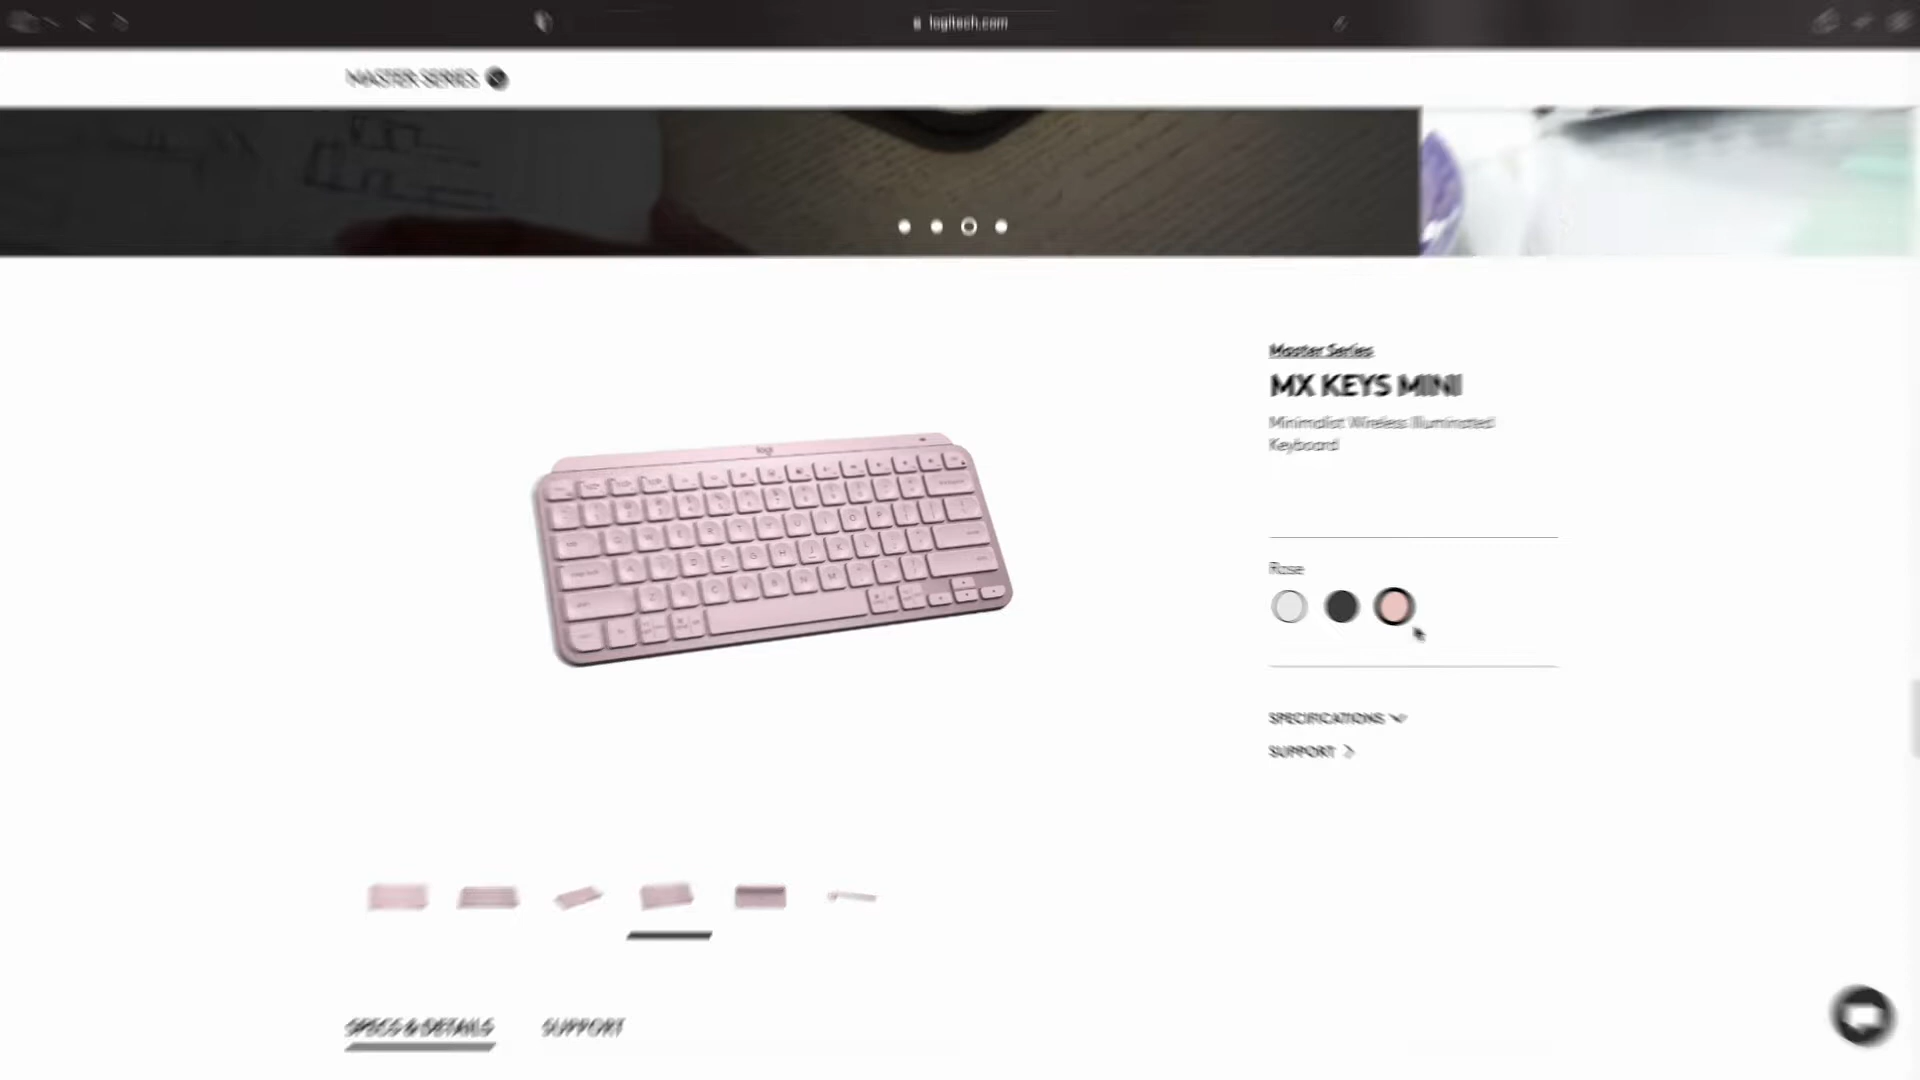 logitech.com
MASTER SERIES
Master Series
MX KEYS MINI
Minimalist Wireless Illuminated
Keyboard
logi
Rose
SPECIFICATIONS
SUPPORT
SPECS & DETAILS
SUPPORT